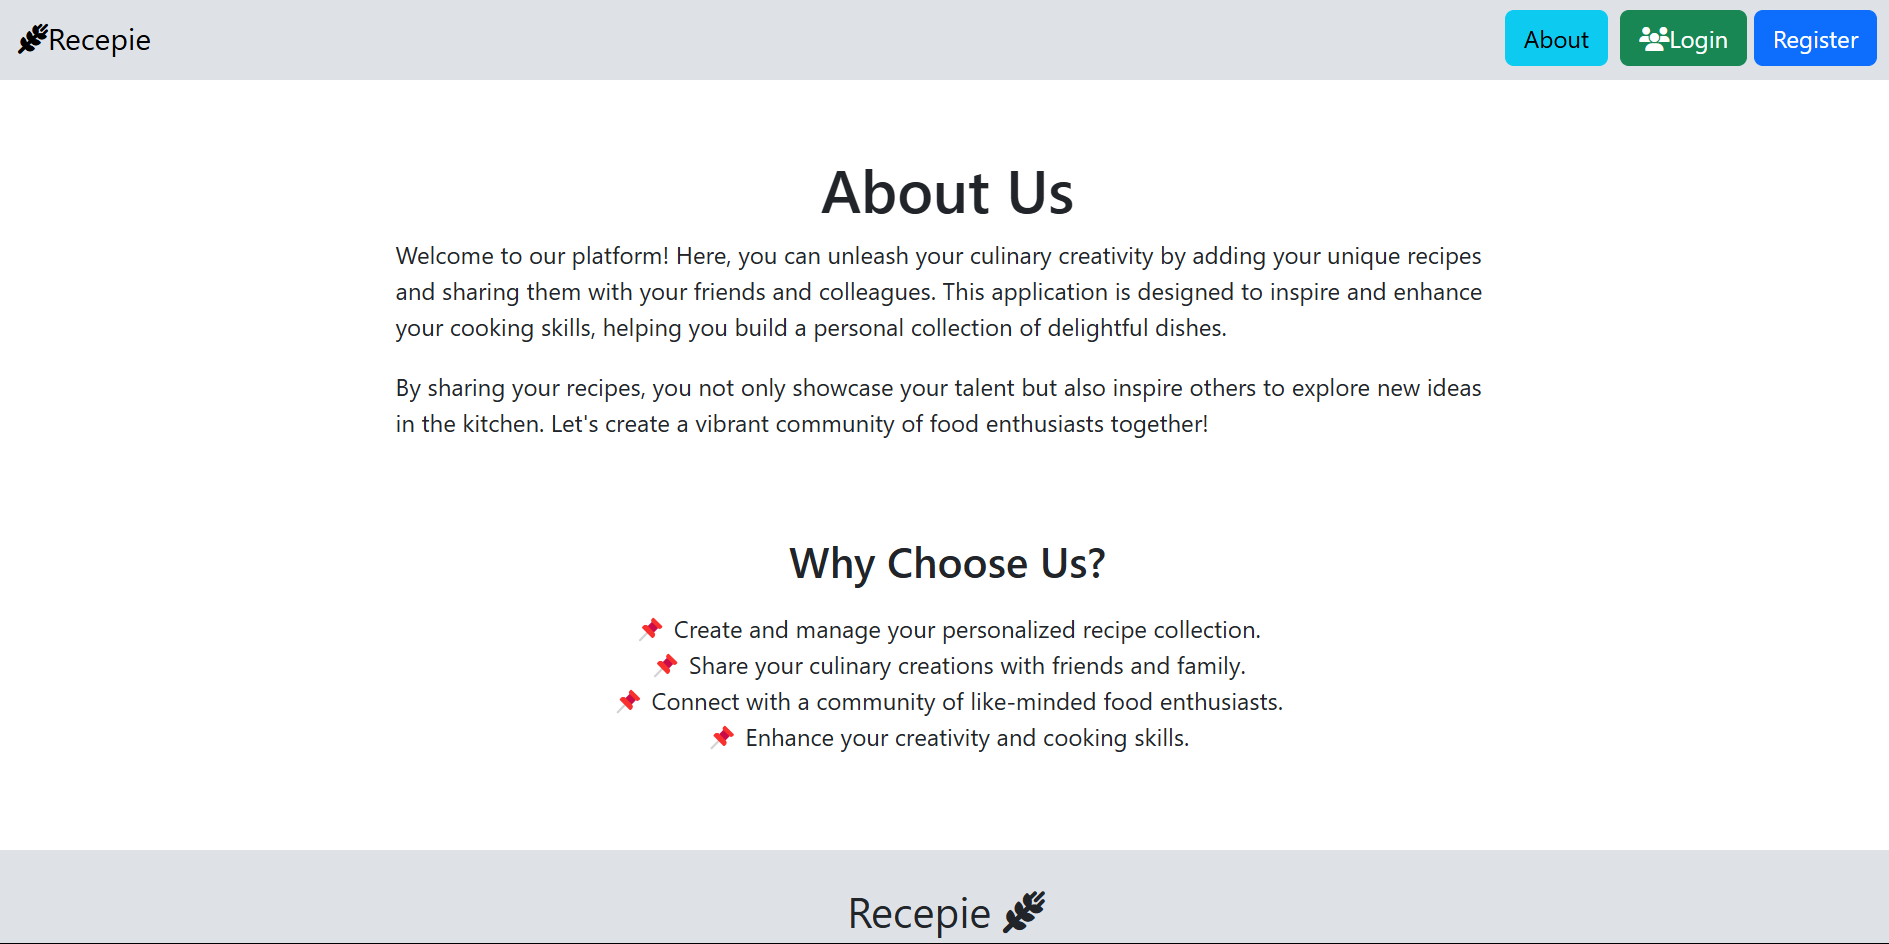 Recepie
About
Login
Register
About Us
Welcome to our platform! Here, you can unleash your culinary creativity by adding your unique recipes
and sharing them with your friends and colleagues. This application is designed to inspire and enhance
your cooking skills, helping you build a personal collection of delightful dishes.
By sharing your recipes, you not only showcase your talent but also inspire others to explore new ideas
in the kitchen. Let's create a vibrant community of food enthusiasts together!
Why Choose Us?
📌 Create and manage your personalized recipe collection.
📌 Share your culinary creations with friends and family.
📌 Connect with a community of like-minded food enthusiasts.
📌 Enhance your creativity and cooking skills.
Recepie